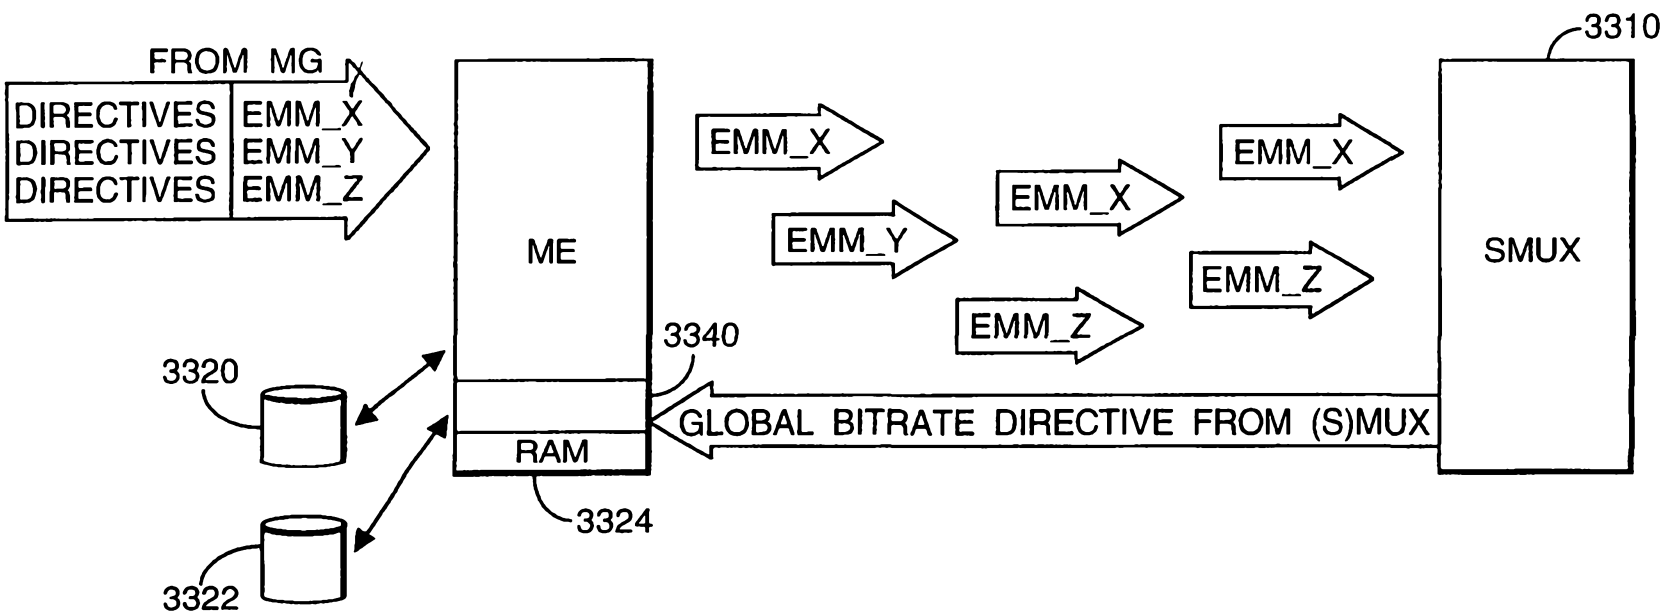 3310
FROM MG
DIRECTIVES EMM_X
DIRECTIVES EMM_Y
DIRECTIVES EMM_Z
ME
EMM_X
EMM_Y
EMM_X
EMM_Z
EMM_X
EMM_Z
SMUX
3340
GLOBAL BITRATE DIRECTIVE FROM (S)MUX
RAM
3324
3320
3322